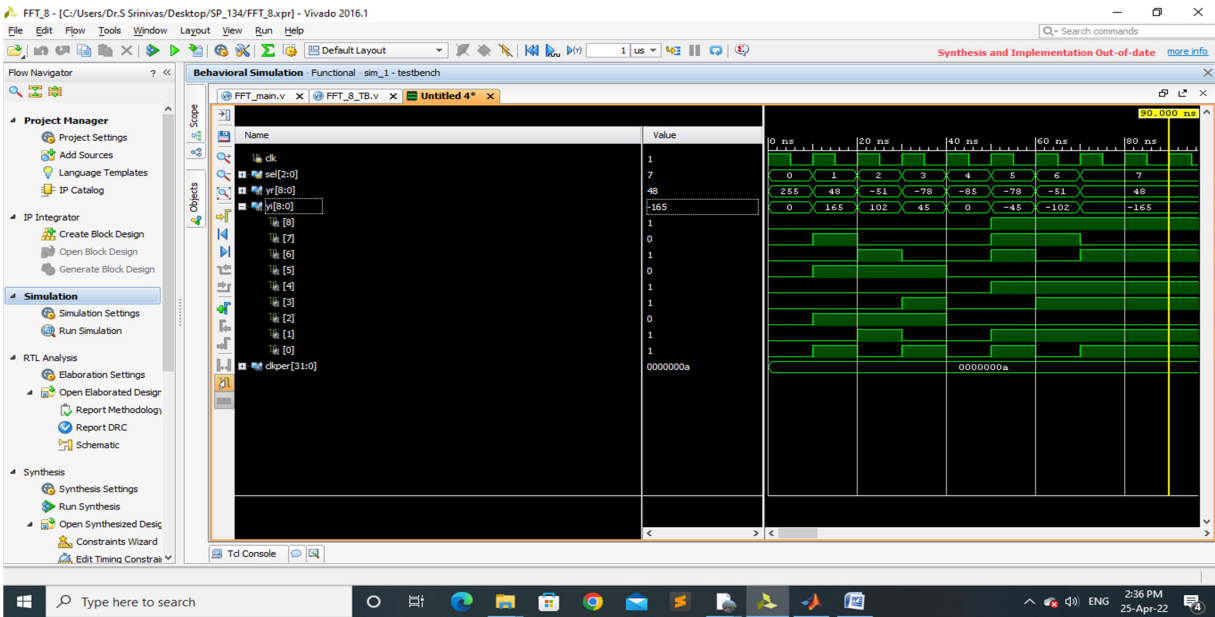 FFT_8 - [C:/Users/Dr.S Srinivas/Desktop/SP_134/FFT_8.xpr] - Vivado 2016.1
File Edit Flow Tools Window Layout View Run Help
Search commands
Default Layout 1 us
Synthesis and Implementation Out-of-date more info
Flow Navigator ? «
Behavioral Simulation - Functional - sim_1 - testbench
FFT_main.v FFT_8_TB.v Untitled 4*
Scope
Objects
Project Manager
Project Settings
Add Sources
Language Templates
IP Catalog
IP Integrator
Create Block Design
Open Block Design
Generate Block Design
Simulation
Simulation Settings
Run Simulation
RTL Analysis
Elaboration Settings
Open Elaborated Design
Report Methodology
Report DRC
Schematic
Synthesis
Synthesis Settings
Run Synthesis
Open Synthesized Desig
Constraints Wizard
Edit Timing Constrai
90.000 ns
Name Value
0 ns 20 ns 40 ns 60 ns 80 ns
clk 1
sel[2:0] 7 0 1 2 3 4 5 6 7
yr[8:0] 48 255 48 -51 -78 -85 -78 -51 48
yi[8:0] -165 0 165 102 45 0 -45 -102 -165
[8] 1
[7] 0
[6] 1
[5] 0
[4] 1
[3] 1
[2] 0
[1] 1
[0] 1
clkper[31:0] 0000000a 0000000a
Tcl Console
Type here to search
ENG
2:36 PM
25-Apr-22
4